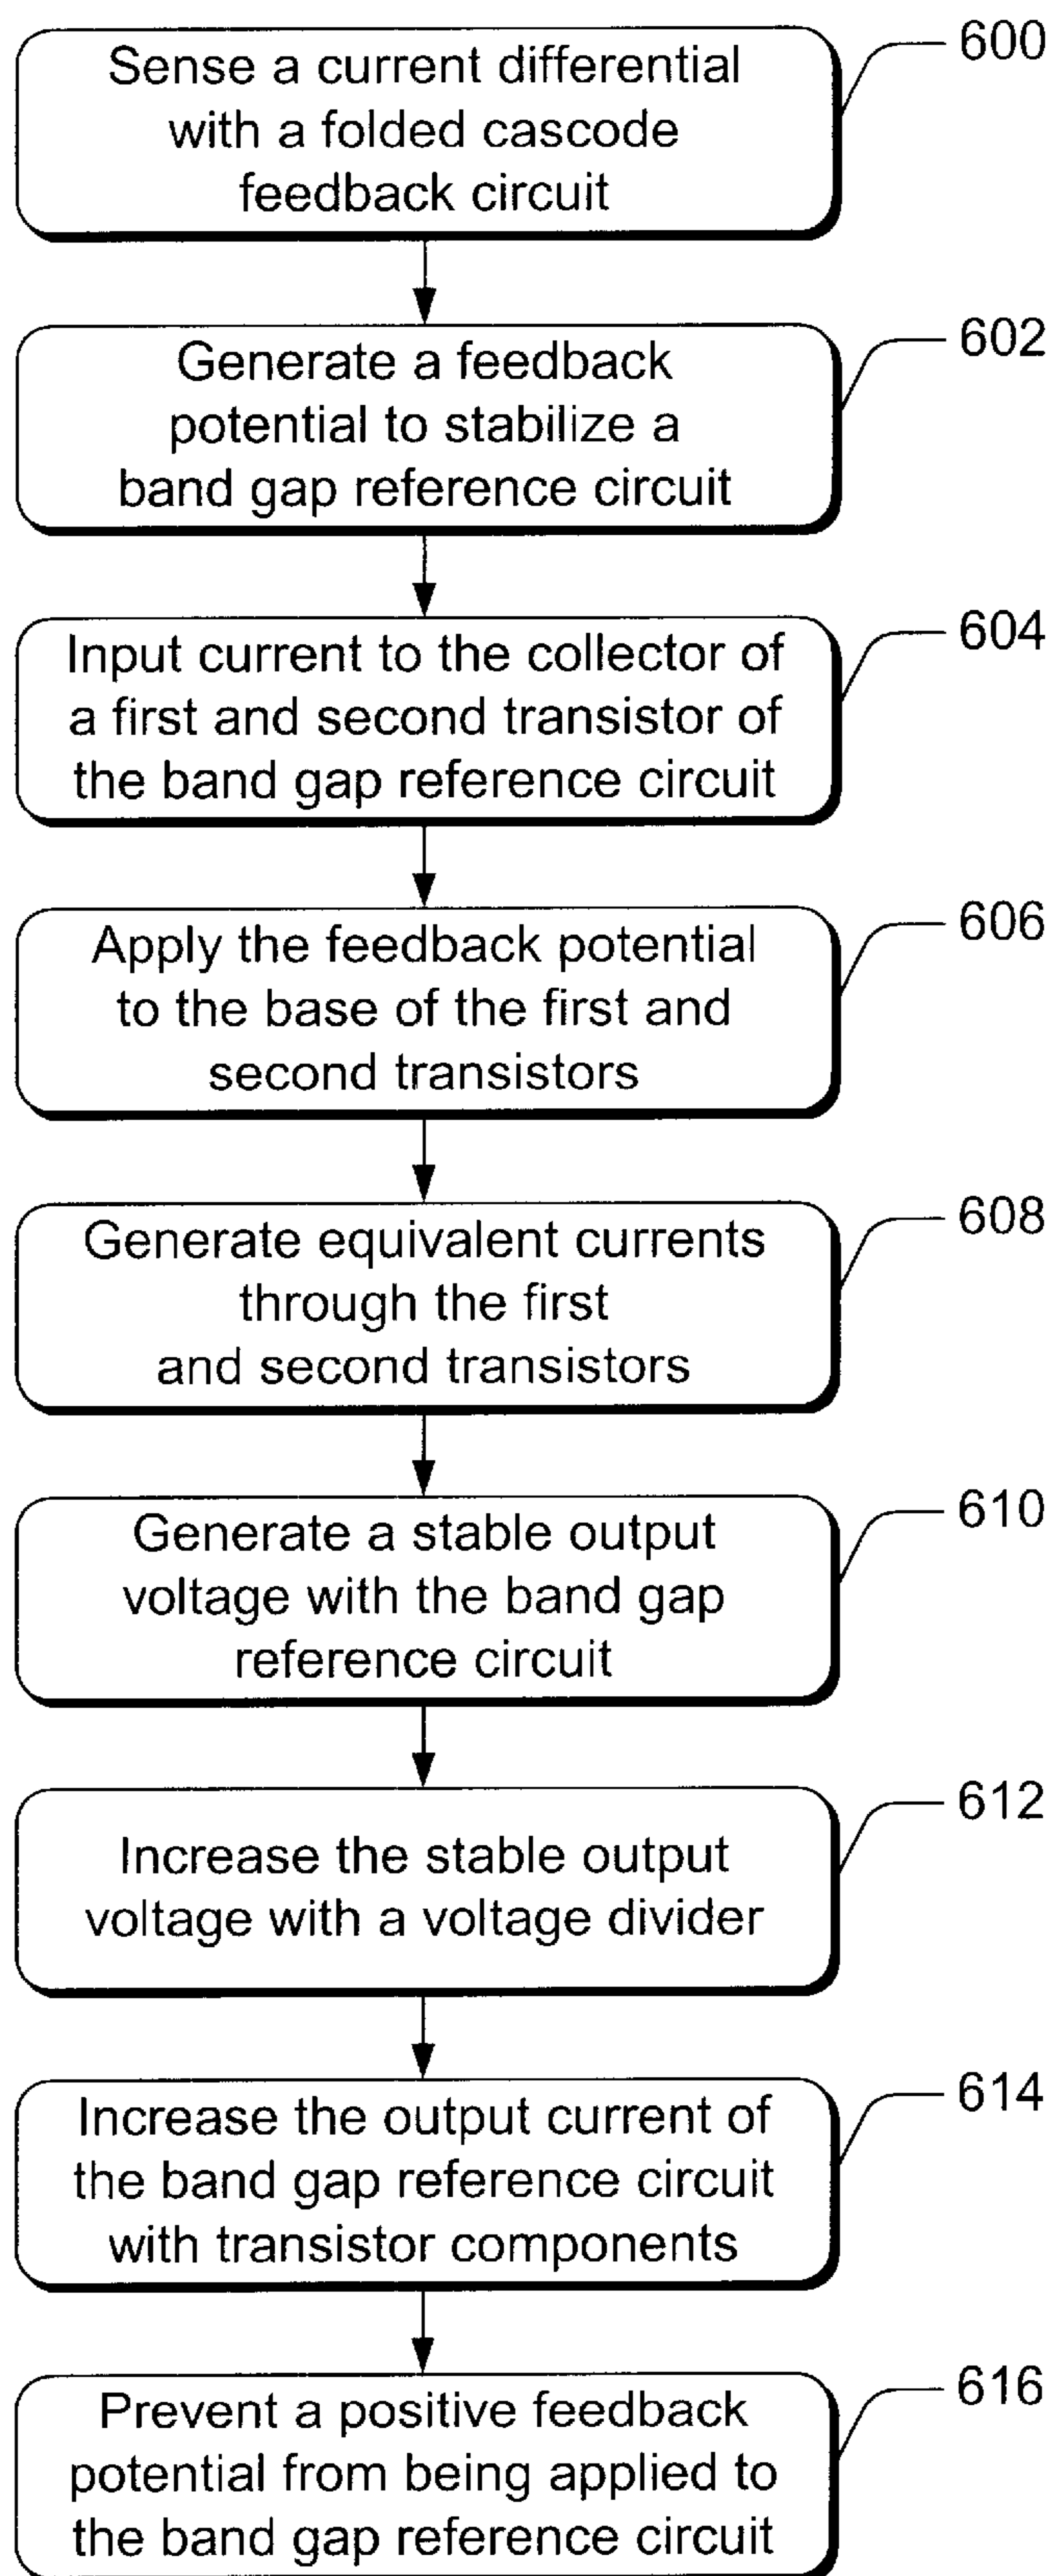 600
Sense a current differential
with a folded cascode
feedback circuit
602
Generate a feedback
potential to stabilize a
band gap reference circuit
604
Input current to the collector of
a first and second transistor of
the band gap reference circuit
606
Apply the feedback potential
to the base of the first and
second transistors
608
Generate equivalent currents
through the first
and second transistors
610
Generate a stable output
voltage with the band gap
reference circuit
612
Increase the stable output
voltage with a voltage divider
614
Increase the output current of
the band gap reference circuit
with transistor components
616
Prevent a positive feedback
potential from being applied to
the band gap reference circuit